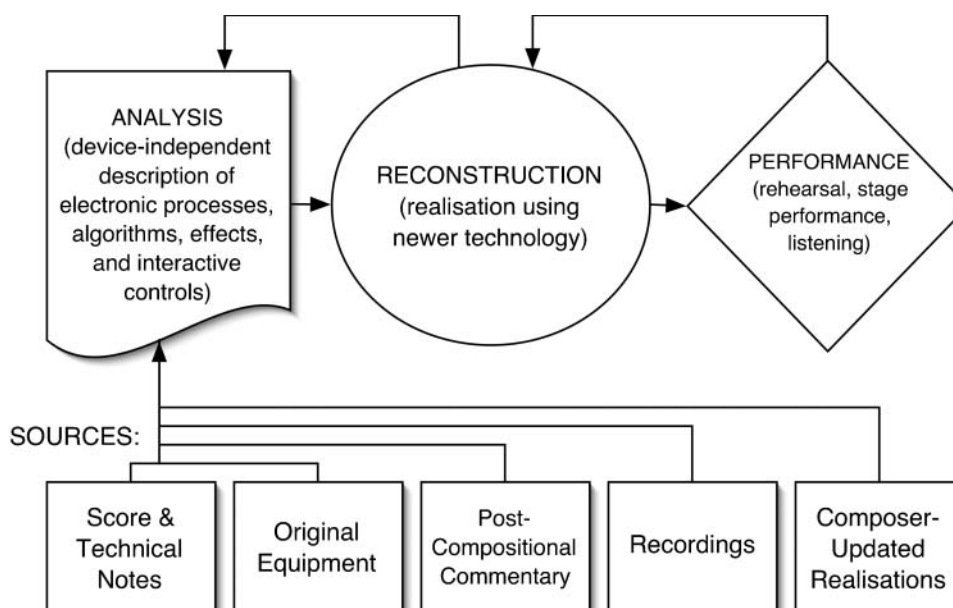 ANALYSIS
(device-independent
description of
electronic processes,
algorithms, effects,
and interactive
controls)
RECONSTRUCTION
(realisation using
newer technology)
PERFORMANCE
(rehearsal, stage
performance,
listening)
SOURCES:
Score &
Technical
Notes
Original
Equipment
Post-
Compositional
Commentary
Recordings
Composer-
Updated
Realisations